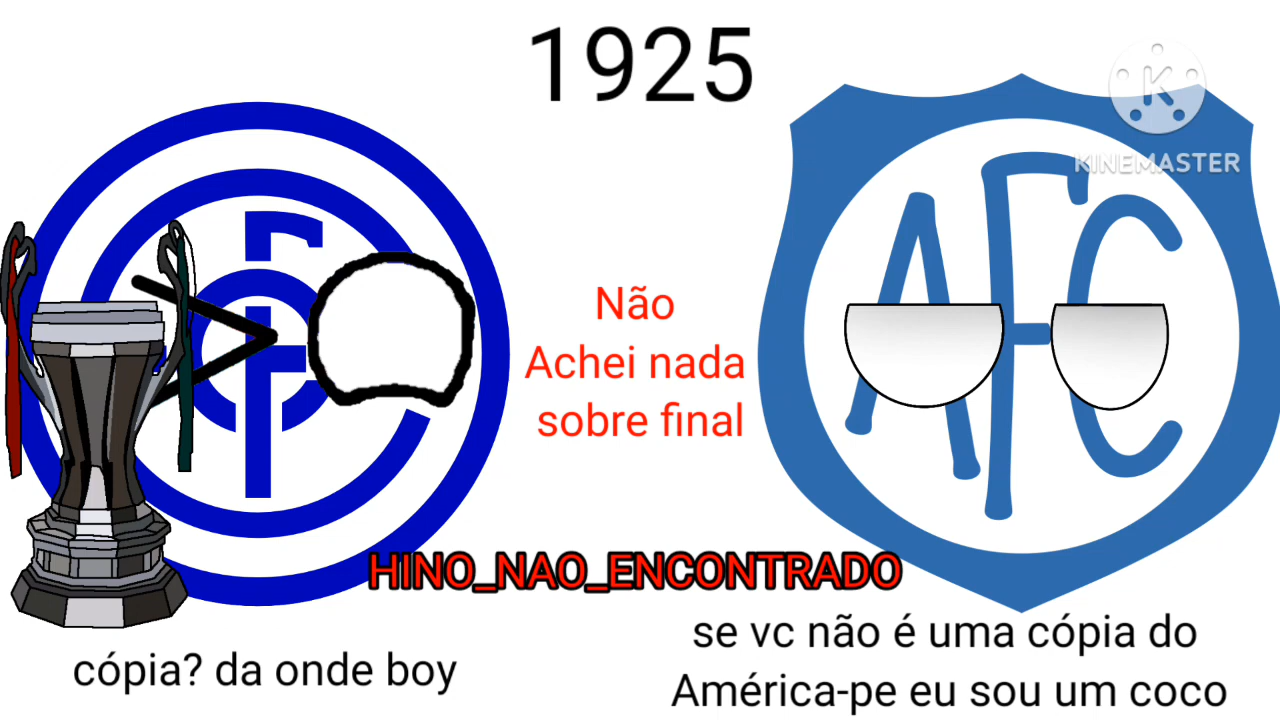 1925
K
KINEMASTER
AFC
Não
Achei nada
sobre final
HINO_NAO_ENCONTRADO
cópia? da onde boy
se vc não é uma cópia do
América-pe eu sou um coco